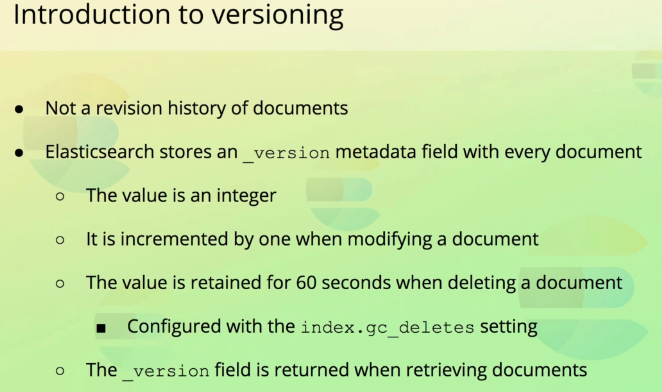 Introduction to versioning
● Not a revision history of documents
● Elasticsearch stores an _version metadata field with every document
○ The value is an integer
○ It is incremented by one when modifying a document
○ The value is retained for 60 seconds when deleting a document
■ Configured with the index.gc_deletes setting
○ The _version field is returned when retrieving documents